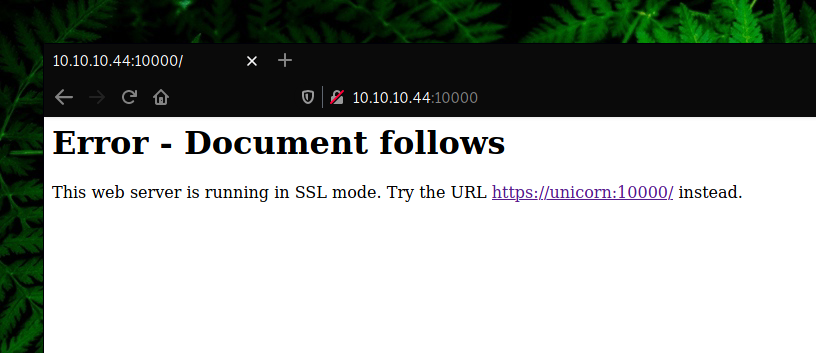 10.10.10.44:10000/
10.10.10.44:10000
Error - Document follows
This web server is running in SSL mode. Try the URL https://unicorn:10000/ instead.